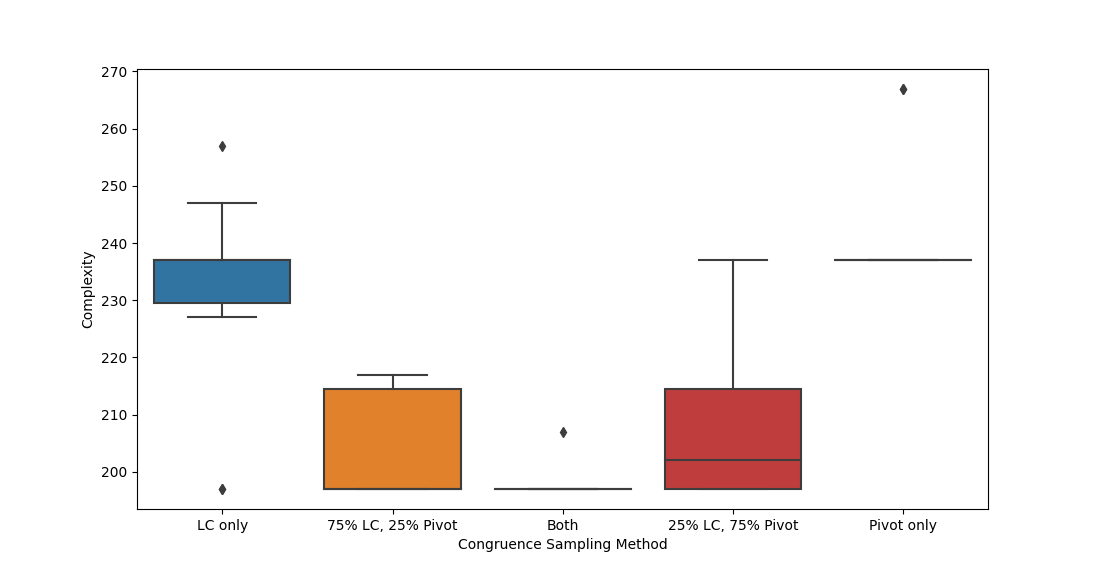 270
260
250
240
230
220
210
200
Complexity
LC only
75% LC, 25% Pivot
Both
25% LC, 75% Pivot
Pivot only
Congruence Sampling Method